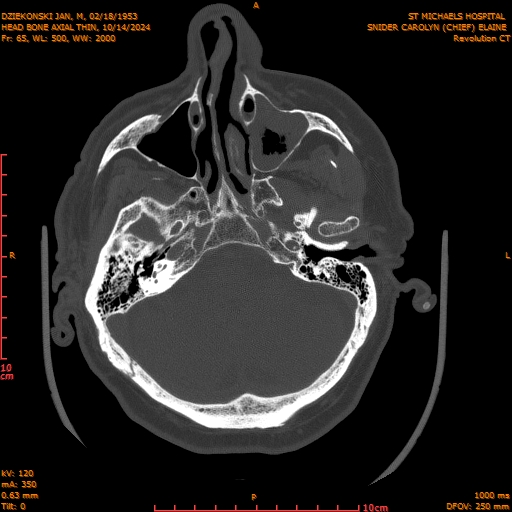 A
DZIEKONSKI JAN, M, 02/18/1953
HEAD BONE AXIAL THIN, 10/14/2024
Fr: 65, WL: 500, WW: 2000
ST MICHAELS HOSPITAL
SNIDER CAROLYN (CHIEF) ELAINE
Revolution CT
R
L
10
cm
kV: 120
mA: 350
0.63 mm
Tilt: 0
P
10cm
1000 ms
DFOV: 250 mm